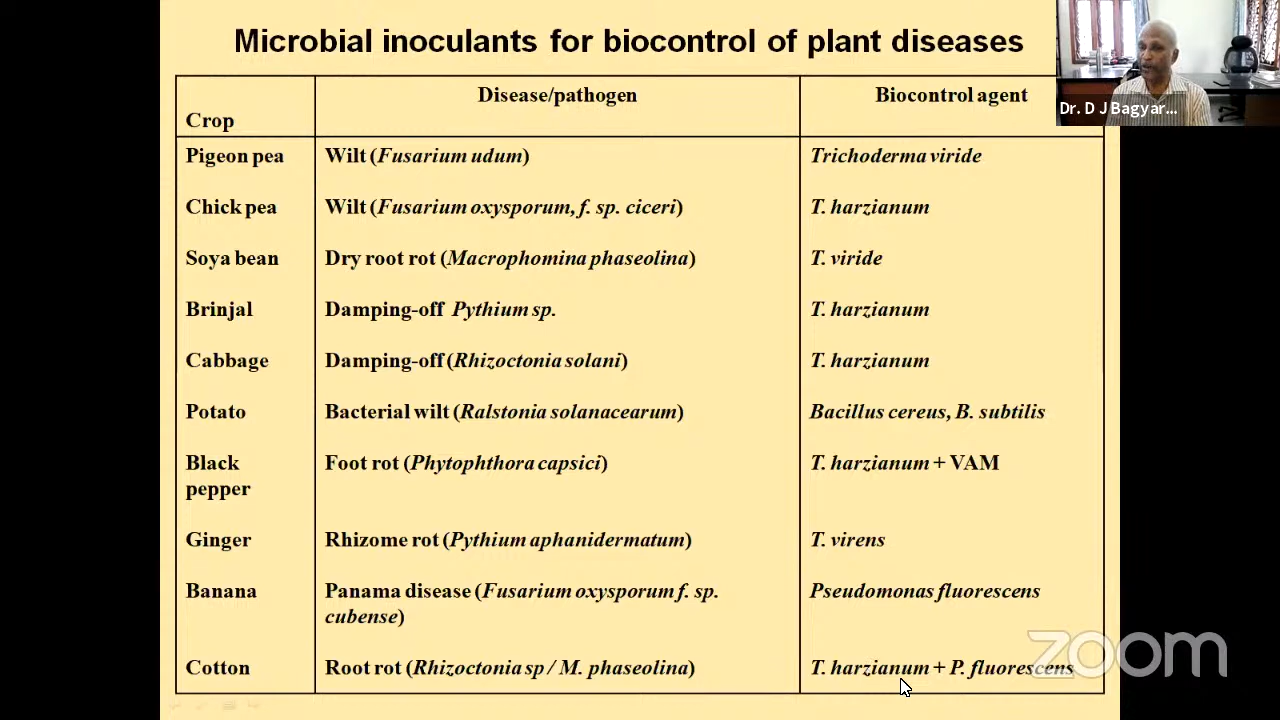 Microbial inoculants for biocontrol of plant diseases
Dr. D J Bagyar...
Crop Disease/pathogen Biocontrol agent
Pigeon pea Wilt (Fusarium udum) Trichoderma viride
Chick pea Wilt (Fusarium oxysporum, f. sp. ciceri) T. harzianum
Soya bean Dry root rot (Macrophomina phaseolina) T. viride
Brinjal Damping-off Pythium sp. T. harzianum
Cabbage Damping-off (Rhizoctonia solani) T. harzianum
Potato Bacterial wilt (Ralstonia solanacearum) Bacillus cereus, B. subtilis
Black Foot rot (Phytophthora capsici) T. harzianum + VAM
pepper
Ginger Rhizome rot (Pythium aphanidermatum) T. virens
Banana Panama disease (Fusarium oxysporum f. sp. Pseudomonas fluorescens
cubense)
Cotton Root rot (Rhizoctonia sp / M. phaseolina) T. harzianum + P. fluorescens
zoom